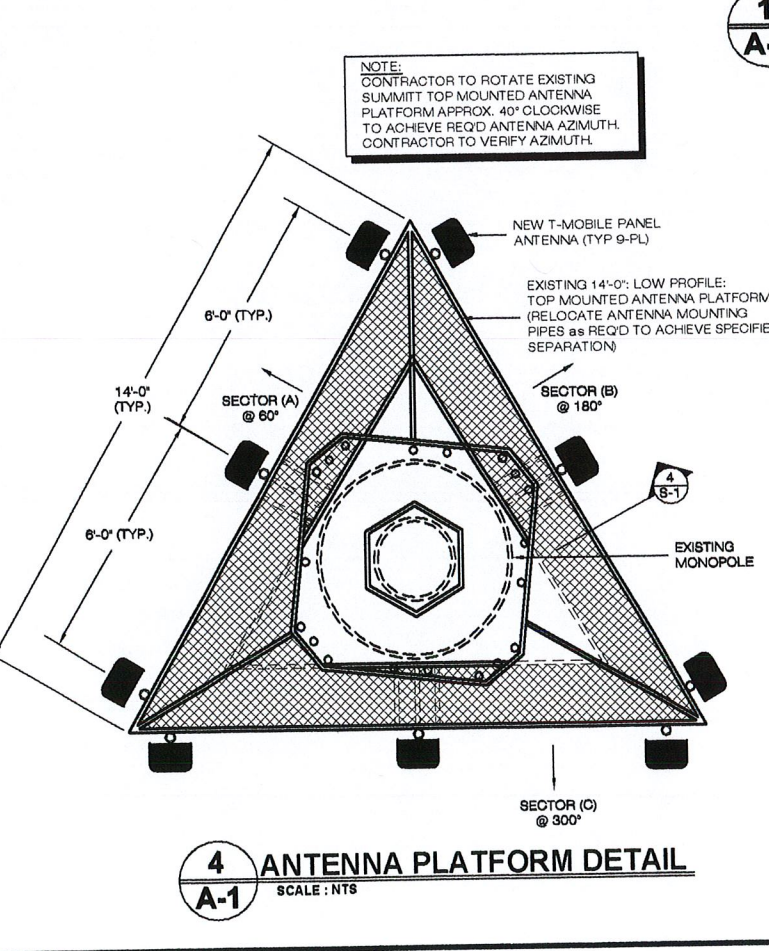 1
A-
NOTE:
CONTRACTOR TO ROTATE EXISTING
SUMMITT TOP MOUNTED ANTENNA
PLATFORM APPROX. 40° CLOCKWISE
TO ACHIEVE REQ'D ANTENNA AZIMUTH.
CONTRACTOR TO VERIFY AZIMUTH.
NEW T-MOBILE PANEL
ANTENNA (TYP 9-PL)
EXISTING 14'-0": LOW PROFILE:
TOP MOUNTED ANTENNA PLATFORM
(RELOCATE ANTENNA MOUNTING
PIPES as REQ'D TO ACHIEVE SPECIFIE
SEPARATION)
6'-0" (TYP.)
14'-0"
(TYP.)
SECTOR (A)
@ 60°
SECTOR (B)
@ 180°
4
S-1
6'-0" (TYP.)
EXISTING
MONOPOLE
SECTOR (C)
@ 300°
4
A-1
ANTENNA PLATFORM DETAIL
SCALE : NTS